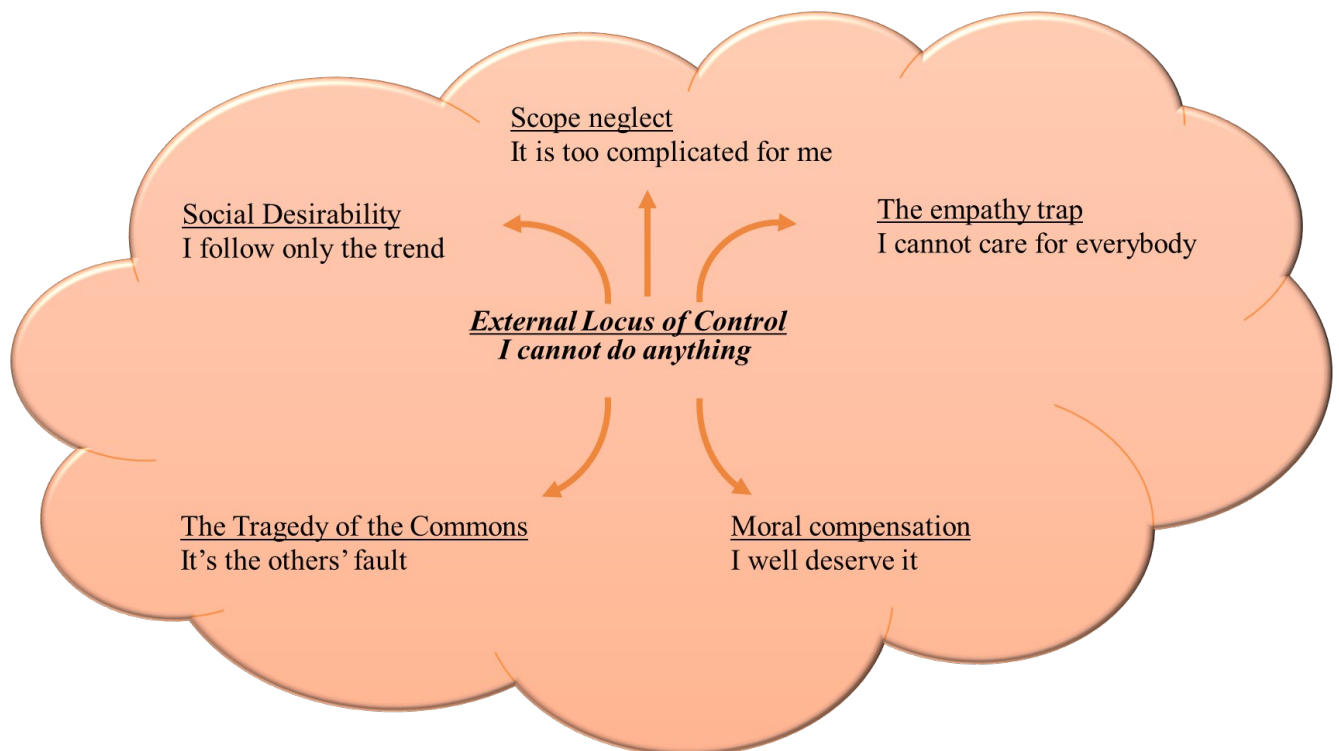 Scope neglect
It is too complicated for me
Social Desirability
I follow only the trend
The empathy trap
I cannot care for everybody
External Locus of Control
I cannot do anything
The Tragedy of the Commons
It's the others' fault
Moral compensation
I well deserve it